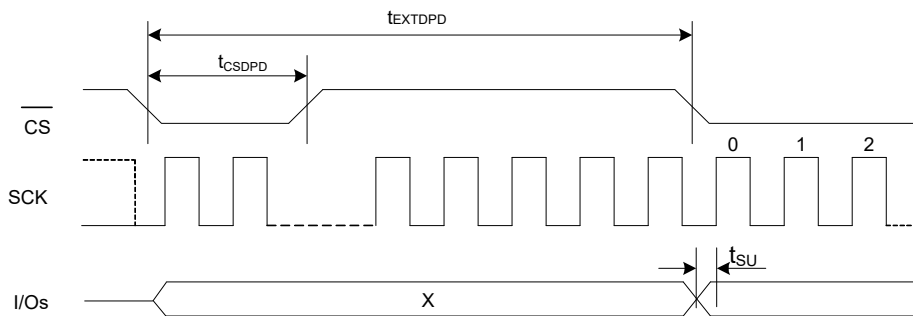 tEXTDPD
tCSDPD
CS
0 1 2
SCK
tSU
I/Os
X